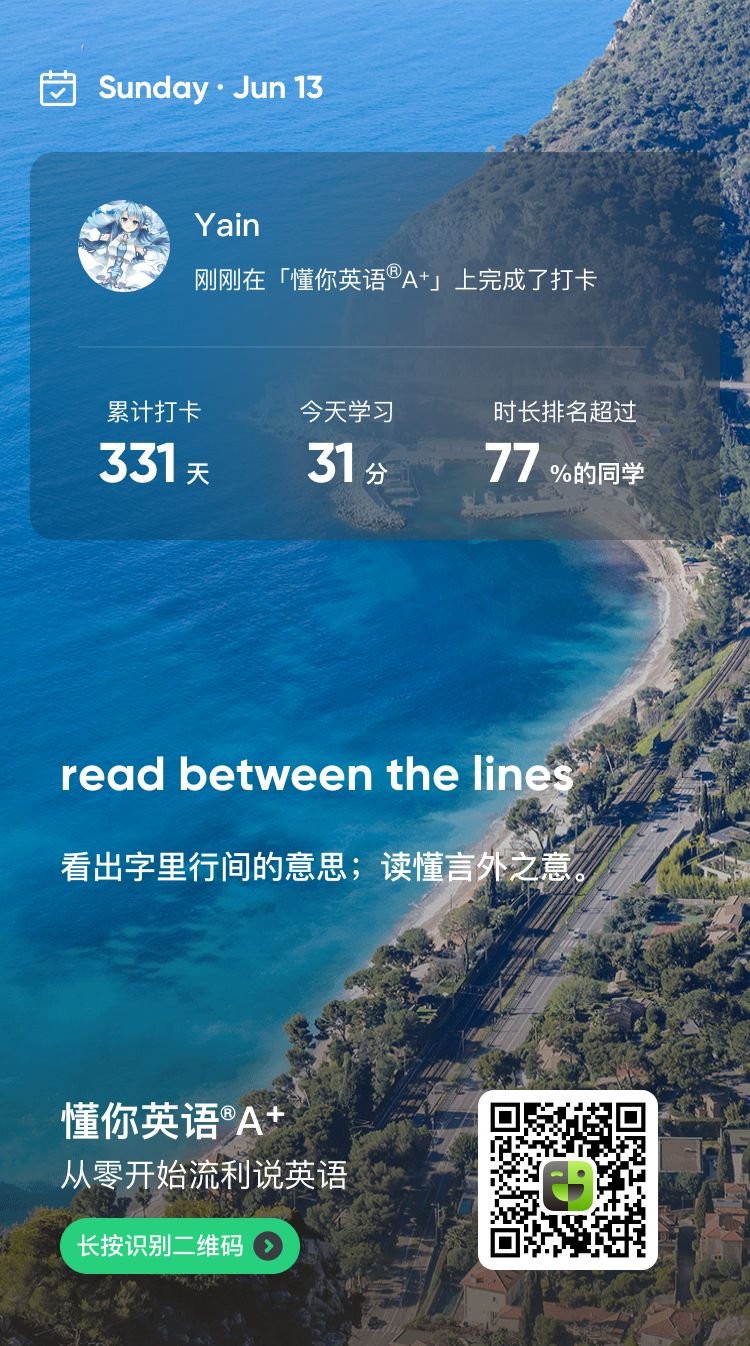 Sunday · Jun 13
Yain
刚刚在「懂你英语®A⁺」上完成了打卡
累计打卡 今天学习 时长排名超过
331 天 31 分 77 %的同学
read between the lines
看出字里行间的意思；读懂言外之意。
懂你英语®A⁺
从零开始流利说英语
长按识别二维码